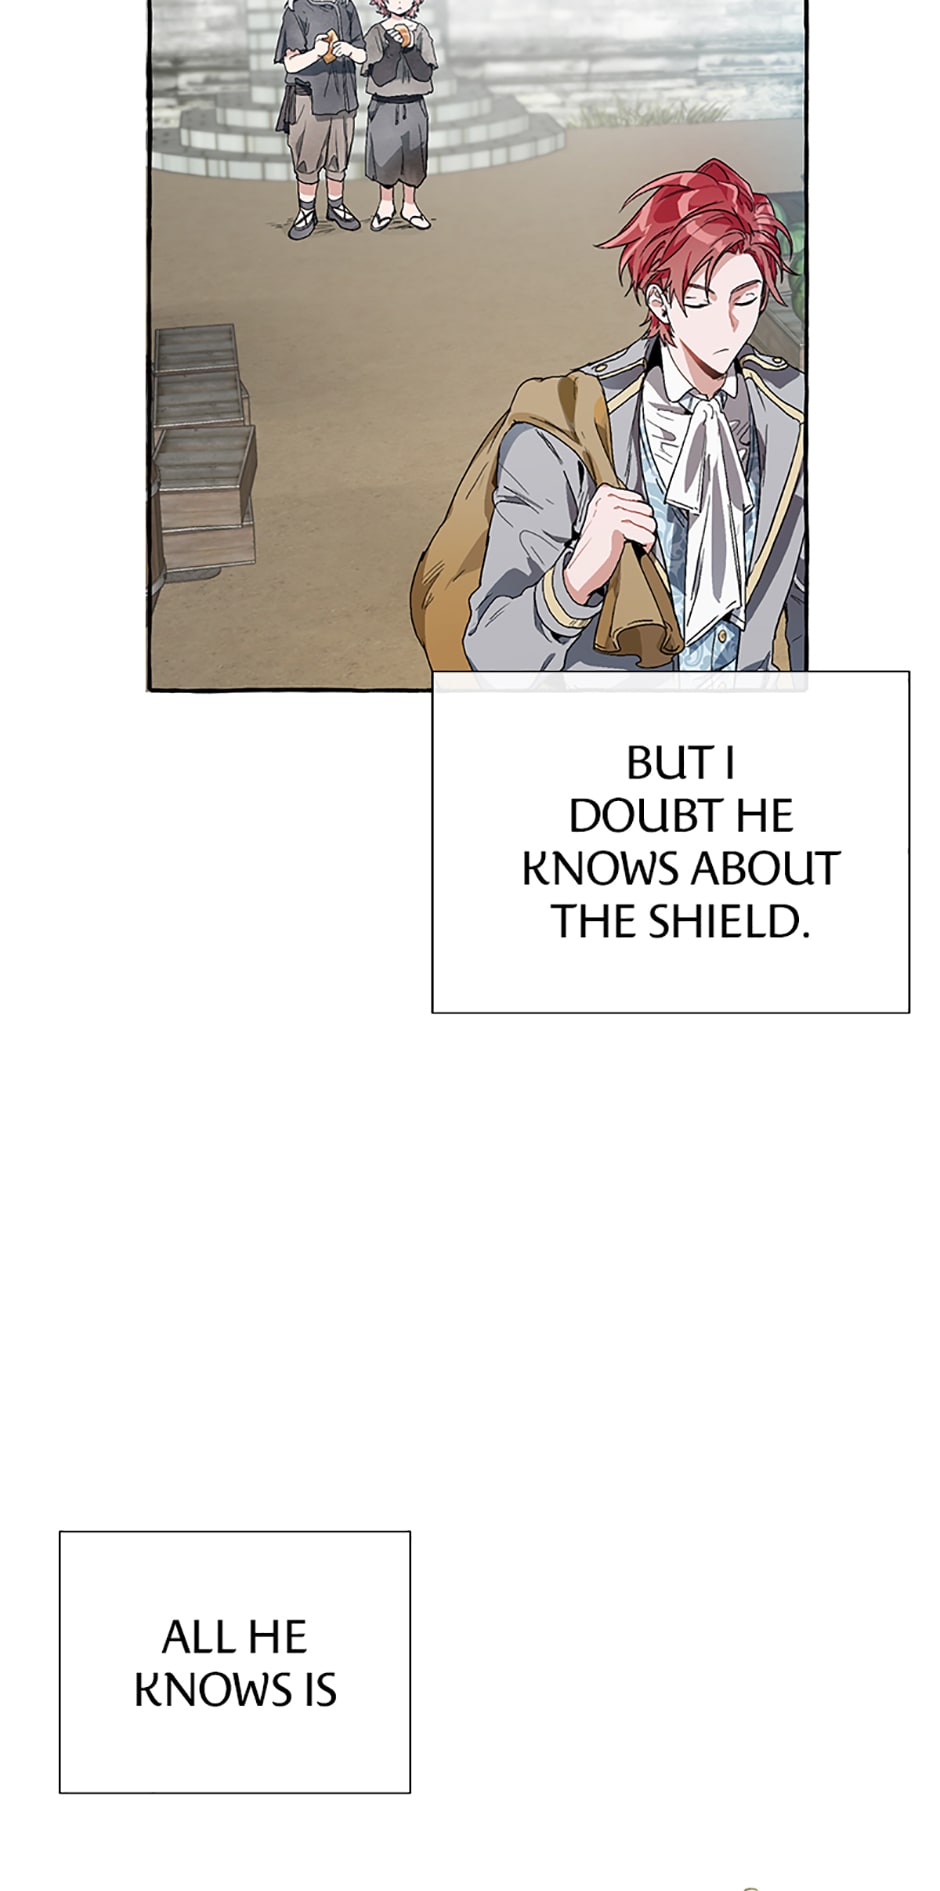 BUT I
DOUBT HE
KNOWS ABOUT
THE SHIELD.
ALL HE
KNOWS IS